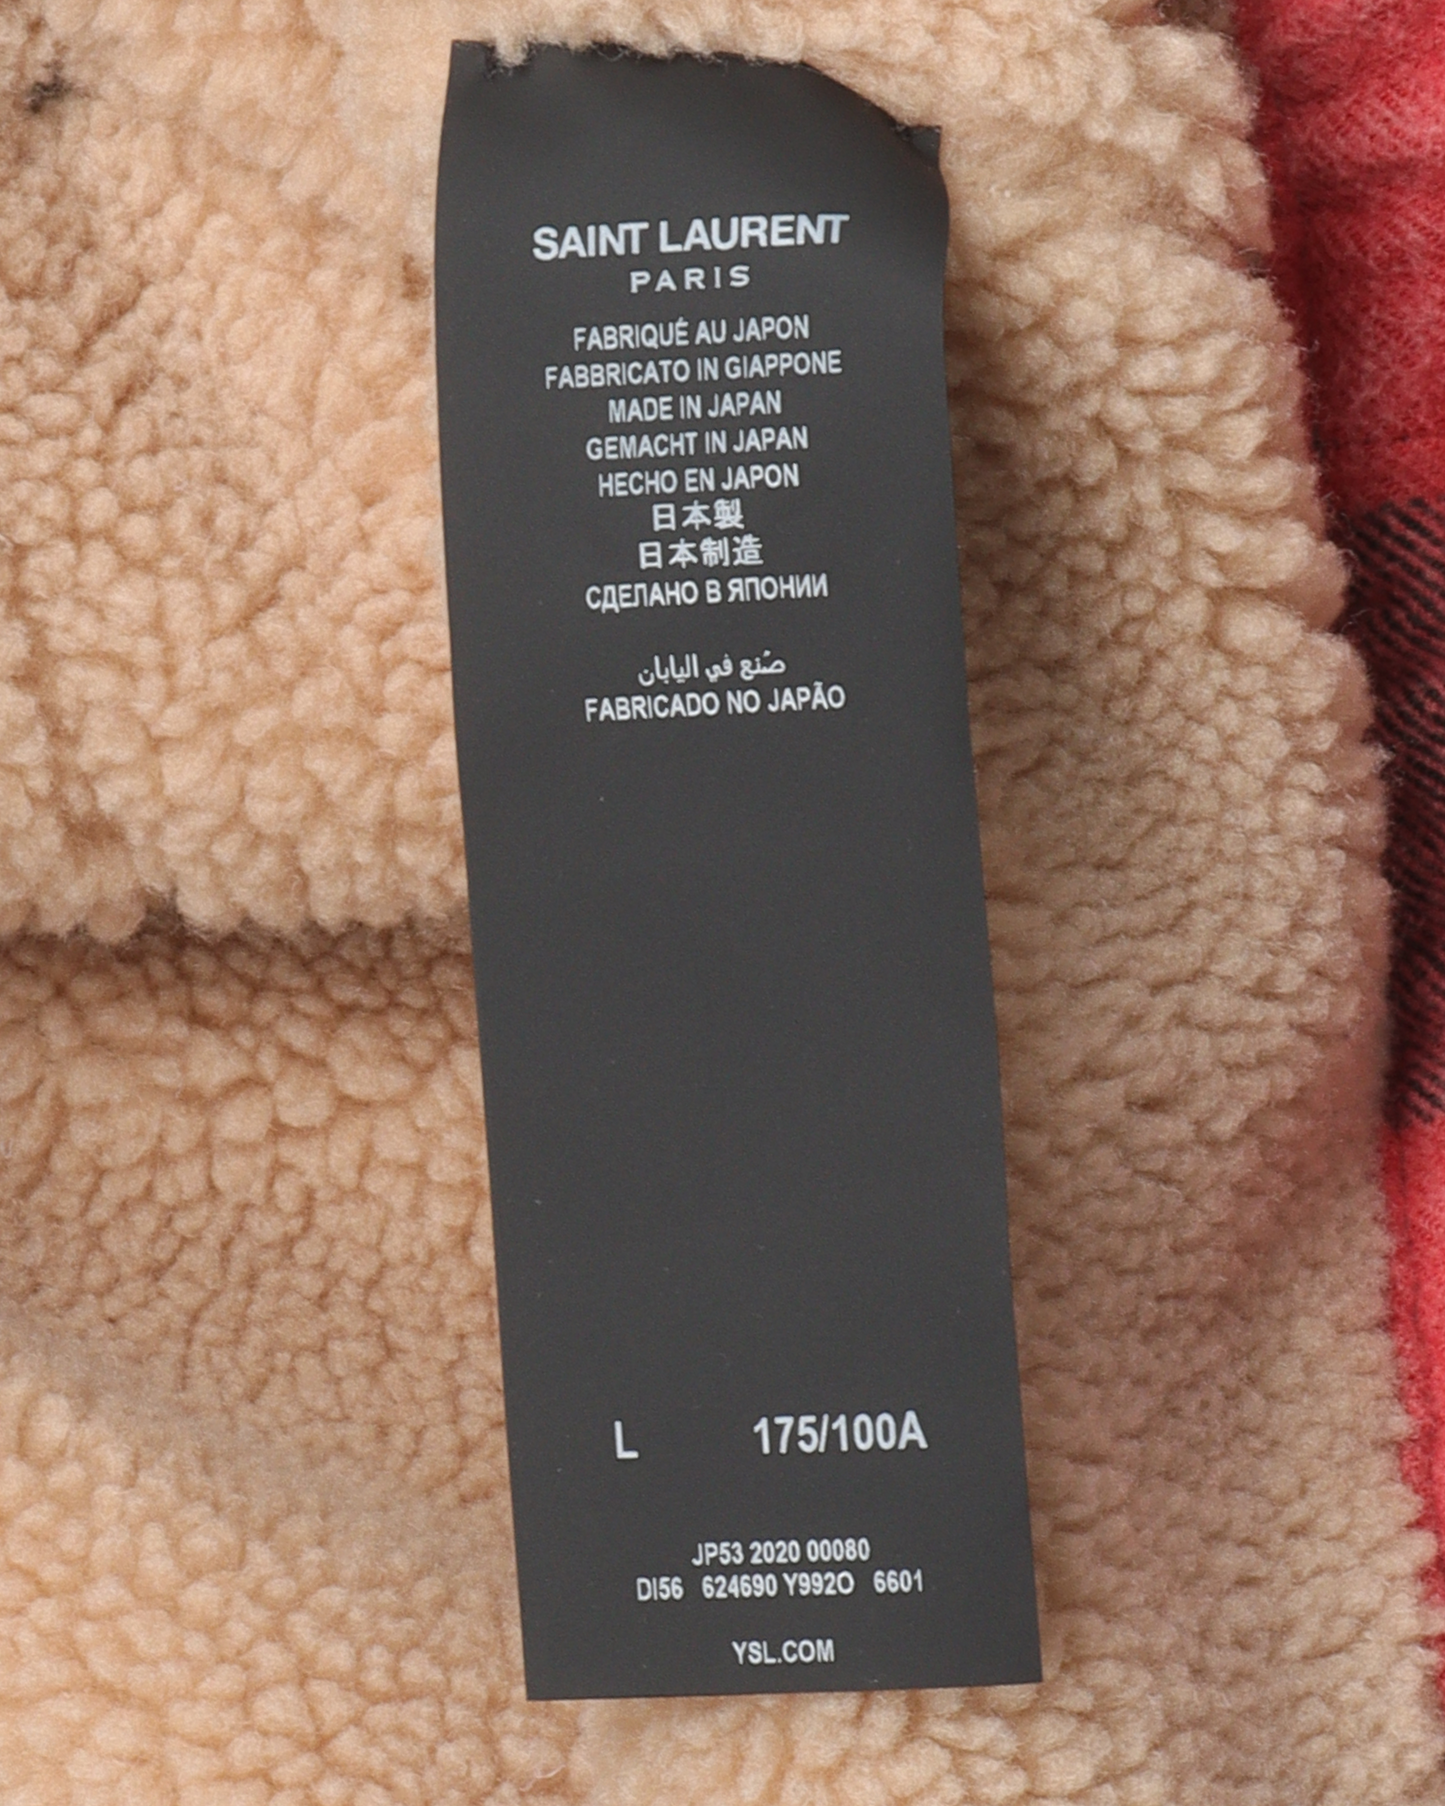 SAINT LAURENT
PARIS
FABRIQUÉ AU JAPON
FABBRICATO IN GIAPPONE
MADE IN JAPAN
GEMACHT IN JAPAN
HECHO EN JAPON
日本製
日本制造
СДЕЛАНО В ЯПОНИИ
صُنع في اليابان
FABRICADO NO JAPÃO
L 175/100A
JP53 2020 00080
DI56 624690 Y992O 6601
YSL.COM